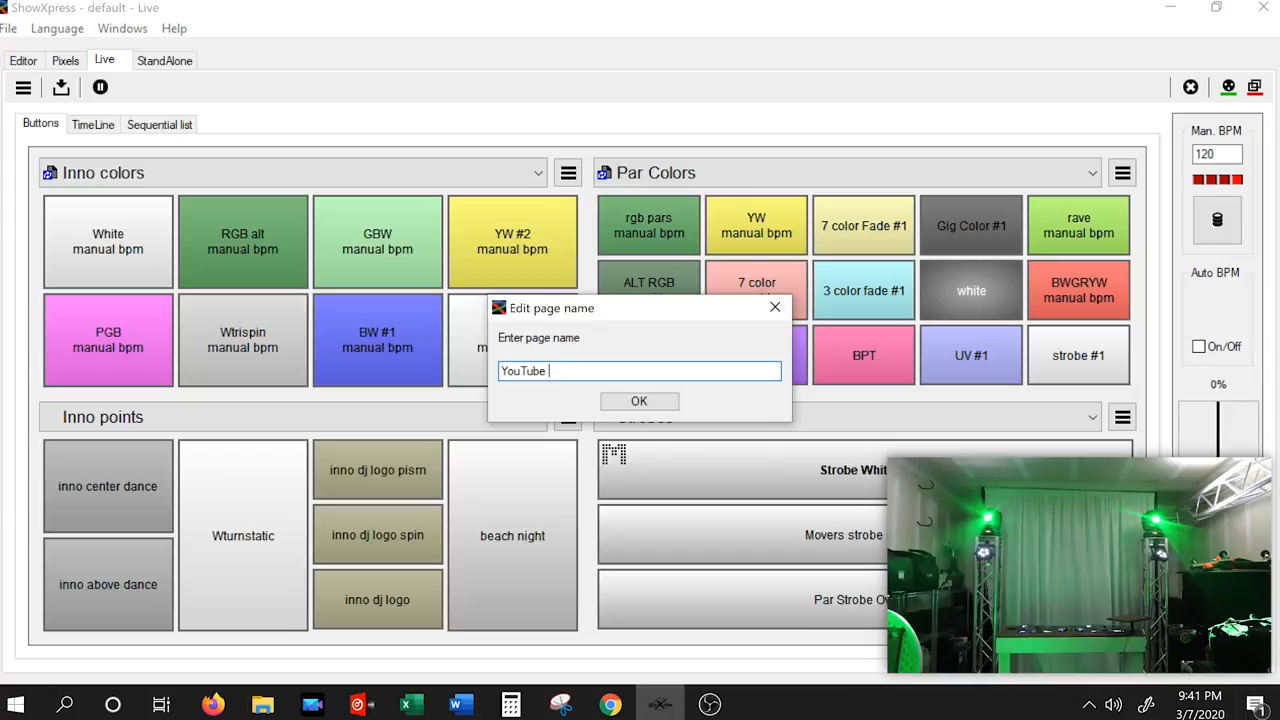 ShowXpress - default - Live
File Language Windows Help
Editor Pixels Live StandAlone
Buttons TimeLine Sequential list
Man. BPM
120
Inno colors
Par Colors
White
manual bpm
RGB alt
manual bpm
GBW
manual bpm
YW #2
manual bpm
rgb pars
manual bpm
YW
manual bpm
7 color Fade #1
Gig Color #1
rave
manual bpm
ALT RGB
7 color
3 color fade #1
white
BWGRYW
manual bpm
PGB
manual bpm
Wtrispin
manual bpm
BW #1
manual bpm
BPT
UV #1
strobe #1
Auto BPM
On/Off
0%
Edit page name
Enter page name
YouTube
OK
Inno points
inno center dance
inno above dance
Wturnstatic
inno dj logo pism
inno dj logo spin
inno dj logo
beach night
M
Strobe Whit
Movers strobe
Par Strobe O
9:41 PM
3/7/2020
1